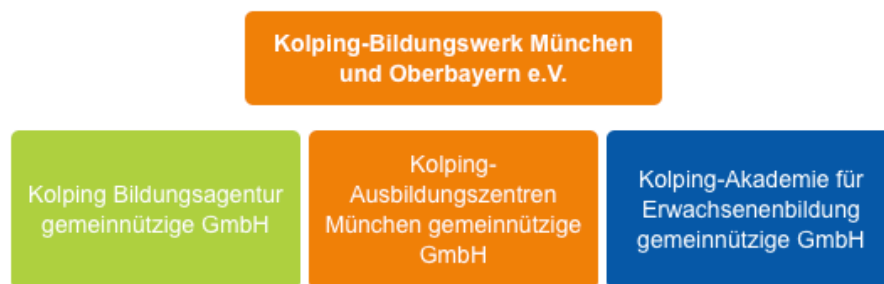 Kolping-Bildungswerk München
und Oberbayern e.V.
Kolping Bildungsagentur
gemeinnützige GmbH
Kolping-
Ausbildungszentren
München gemeinnützige
GmbH
Kolping-Akademie für
Erwachsenenbildung
gemeinnützige GmbH